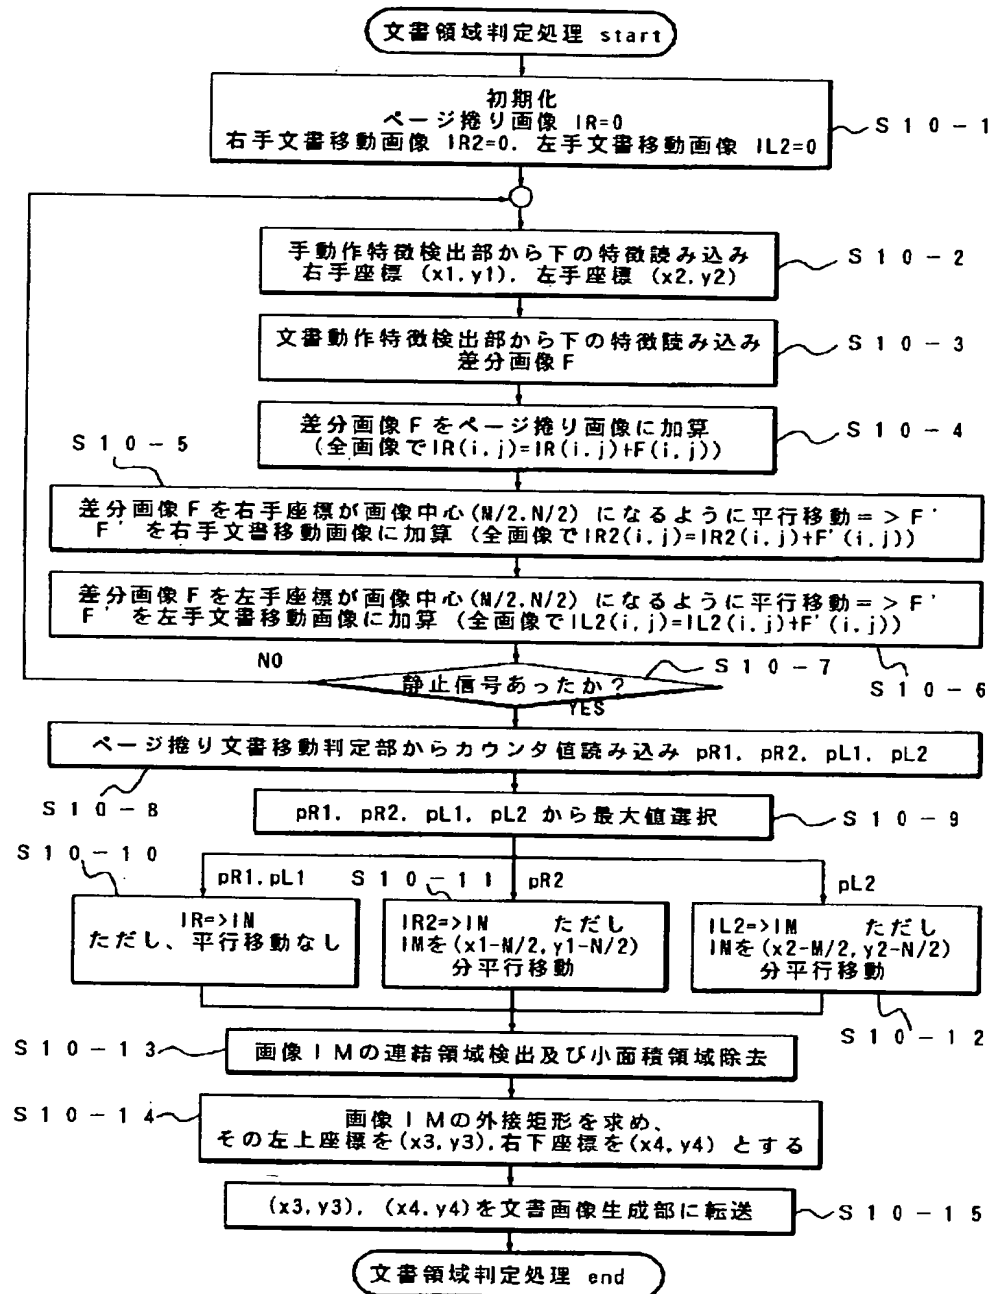 文書領域判定処理 start
初期化
ページ捲り画像 IR=0
右手文書移動画像 IR2=0. 左手文書移動画像 IL2=0
S10-1
手動作特徴検出部から下の特徴読み込み
右手座標 (x1,y1), 左手座標 (x2,y2)
S10-2
文書動作特徴検出部から下の特徴読み込み
差分画像F
S10-3
差分画像Fをページ捲り画像に加算
(全画像でIR(i,j)=IR(i,j)+F(i,j))
S10-4
S10-5
差分画像Fを右手座標が画像中心(M/2,N/2) になるように平行移動=>F'
F' を右手文書移動画像に加算 (全画像でIR2(i,j)=IR2(i,j)+F'(i,j))
差分画像Fを左手座標が画像中心(M/2,N/2) になるように平行移動=>F'
F' を左手文書移動画像に加算 (全画像でIL2(i,j)=IL2(i,j)+F'(i,j))
S10-6
NO
静止信号あったか?
S10-7
YES
ページ捲り文書移動判定部からカウンタ値読み込み pR1, pR2, pL1, pL2
S10-8
pR1, pR2, pL1, pL2 から最大値選択
S10-9
S10-10
pR1,pL1
IR=>IM
ただし、平行移動なし
S10-11
pR2
IR2=>IM ただし
IMを(x1-M/2,y1-N/2)
分平行移動
pL2
IL2=>IM ただし
IMを(x2-M/2,y2-N/2)
分平行移動
S10-12
S10-13
画像IMの連結領域検出及び小面積領域除去
S10-14
画像IMの外接矩形を求め、
その左上座標を(x3,y3),右下座標を(x4,y4) とする
(x3,y3), (x4,y4)を文書画像生成部に転送
S10-15
文書領域判定処理 end